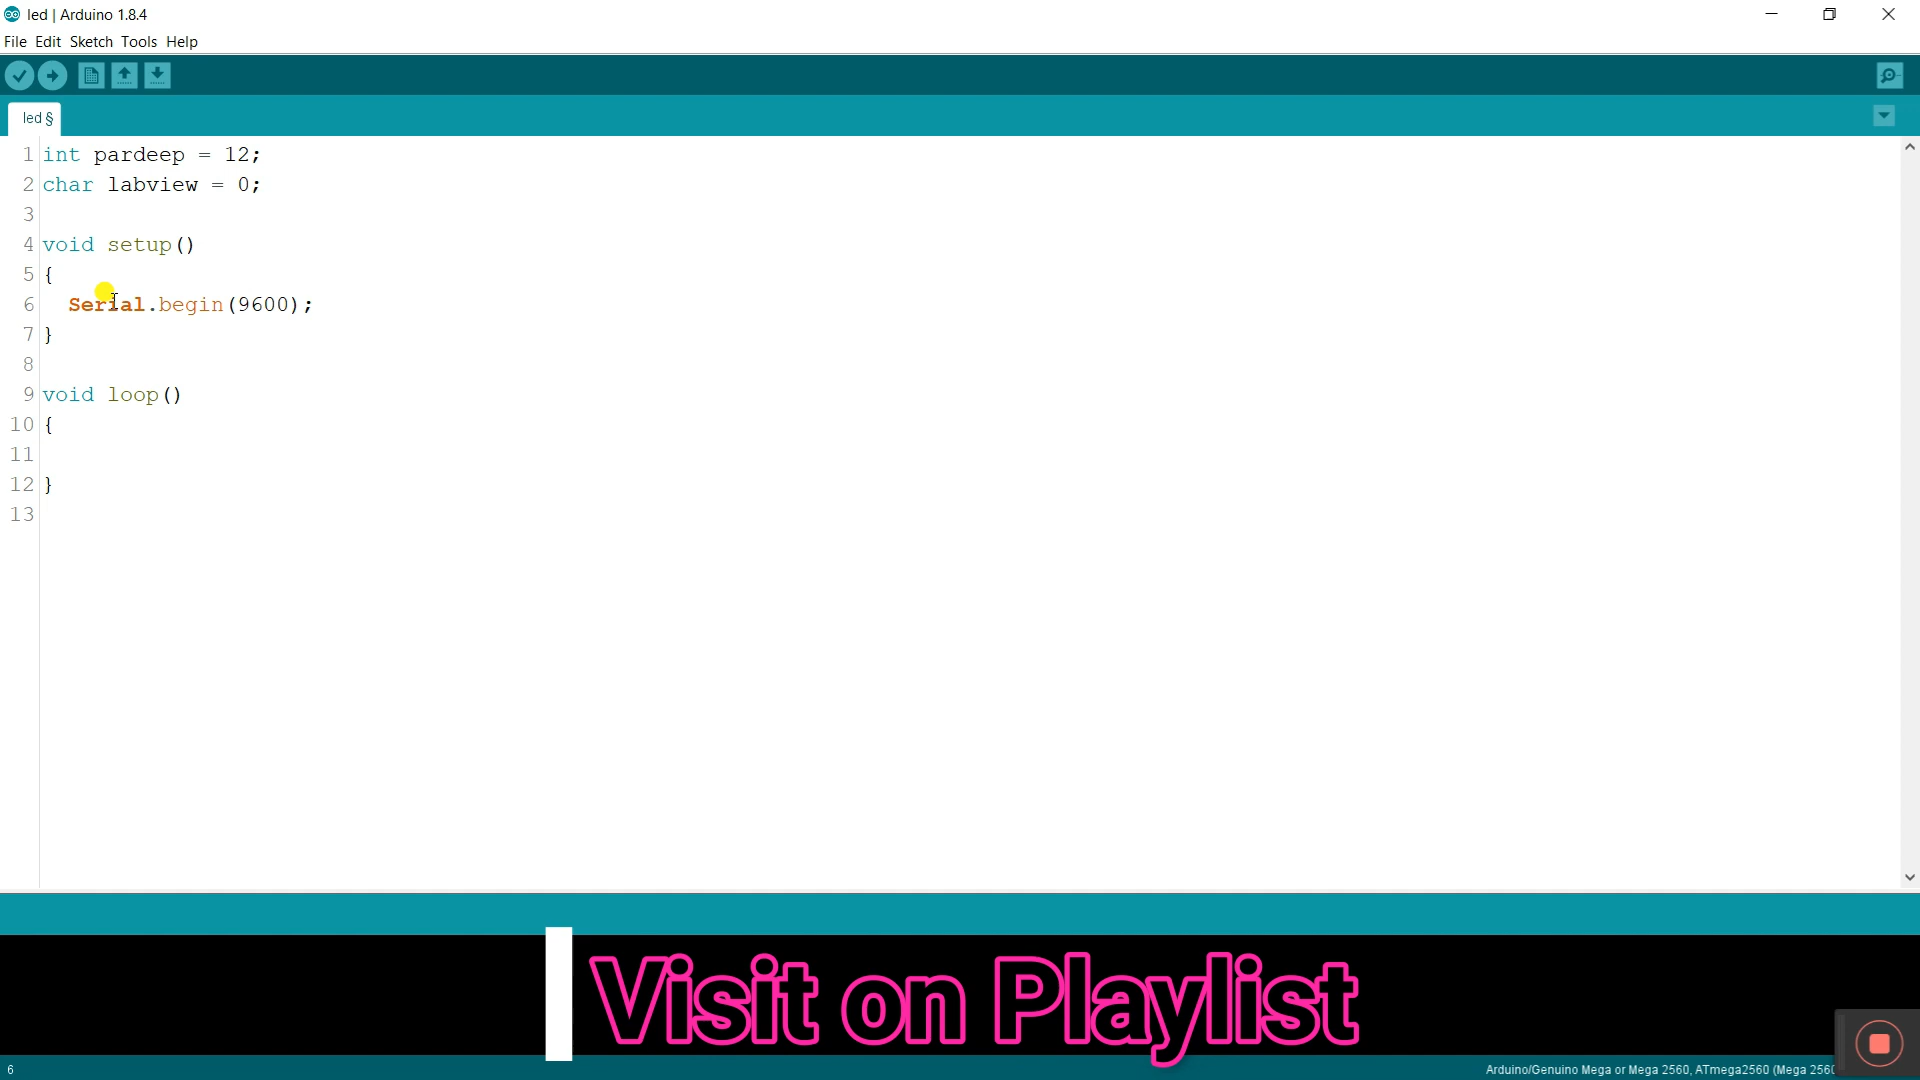 led | Arduino 1.8.4
File Edit Sketch Tools Help
led §
1 int pardeep = 12;
2 char labview = 0;
3
4 void setup()
5 {
6 Serial.begin(9600);
7 }
8
9 void loop()
10 {
11
12 }
13
Visit on Playlist
6 Arduino/Genuino Mega or Mega 2560, ATmega2560 (Mega 2560